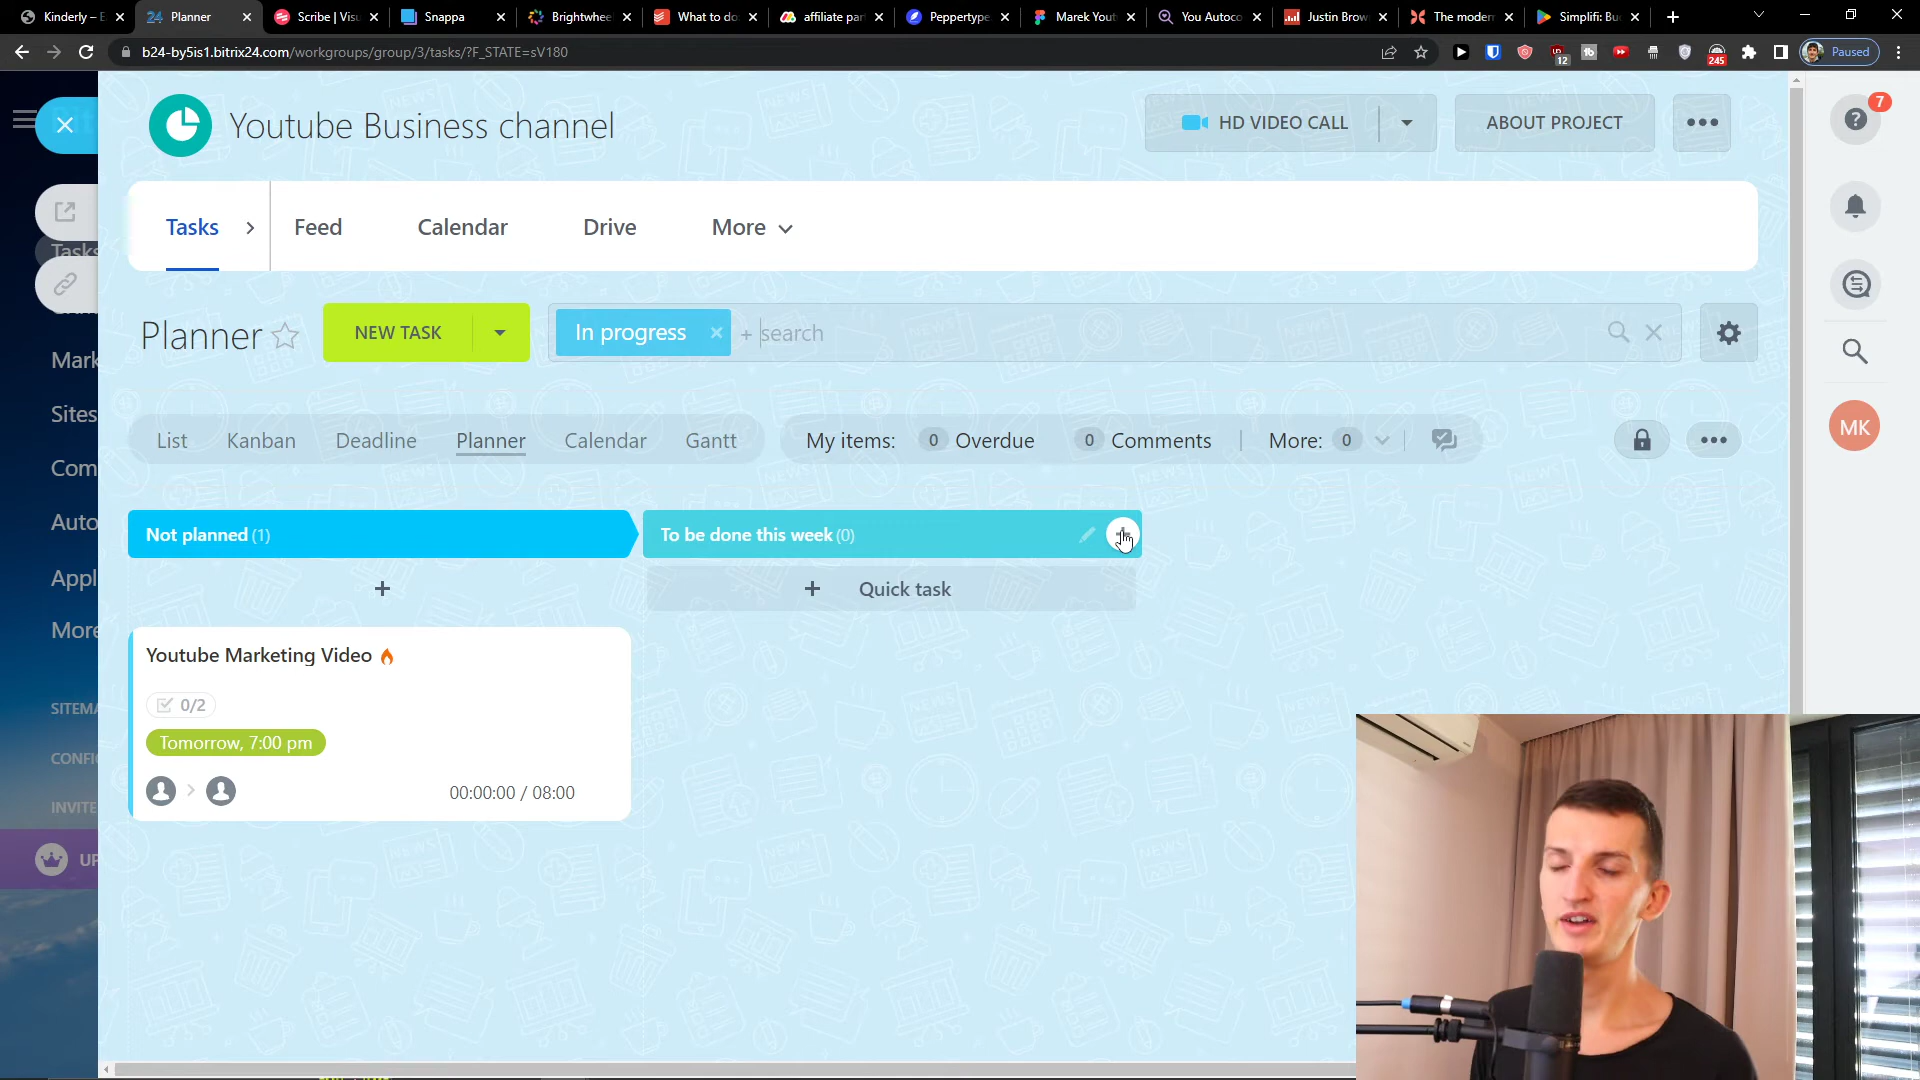 Kinderly – E
24 Planner
Scribe | Visu
Snappa
Brightwhee
What to do
affiliate par
Peppertype
Marek Yout
You Autoco
Justin Brow
The modern
Simplifi: Bu
b24-by5is1.bitrix24.com/workgroups/group/3/tasks/?F_STATE=sV180
12
245
Paused
Youtube Business channel
HD VIDEO CALL
ABOUT PROJECT
7
Tasks
Feed
Calendar
Drive
More
Tasks
Planner
NEW TASK
In progress
+ search
Mark
Sites
Com
Auto
Appl
More
SITEMA
CONFI
INVITE
UP
List
Kanban
Deadline
Planner
Calendar
Gantt
My items:
0 Overdue
0 Comments
More: 0
MK
Not planned (1)
To be done this week (0)
+
+ Quick task
Youtube Marketing Video
0/2
Tomorrow, 7:00 pm
00:00:00 / 08:00